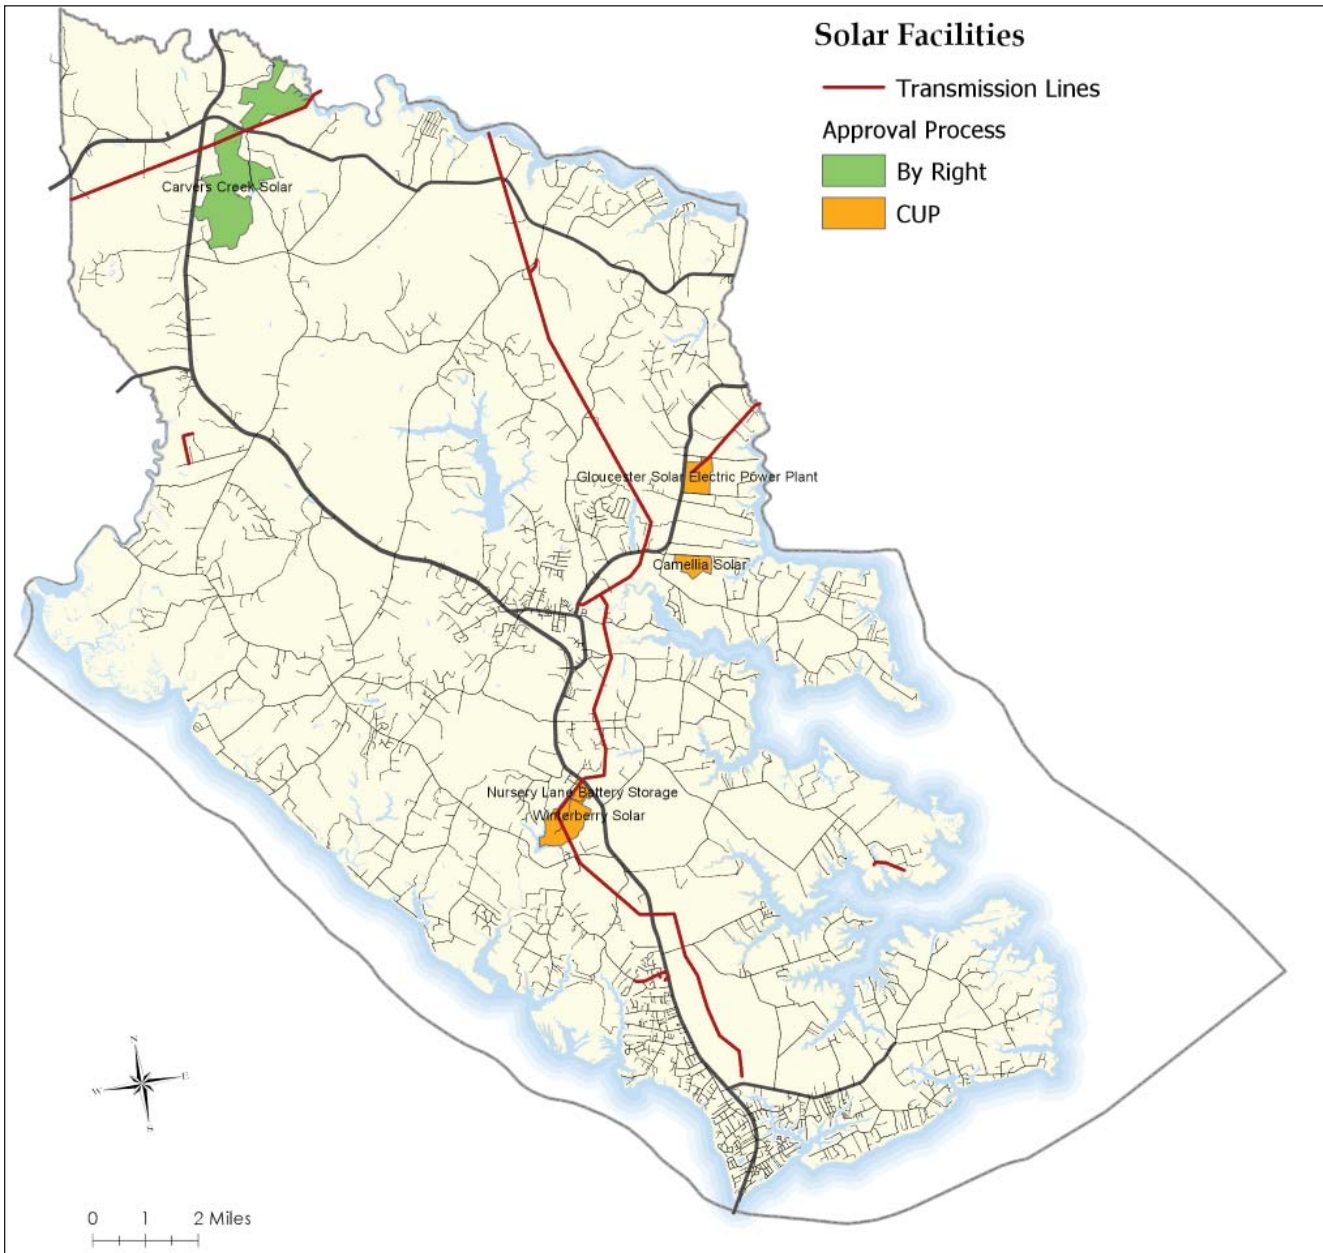 Solar Facilities
Transmission Lines
Approval Process
By Right
CUP
Carvers Creek Solar
Gloucester Solar Electric Power Plant
Camellia Solar
Nursery Lane Battery Storage
Winterberry Solar
N
W E
S
0 1 2 Miles